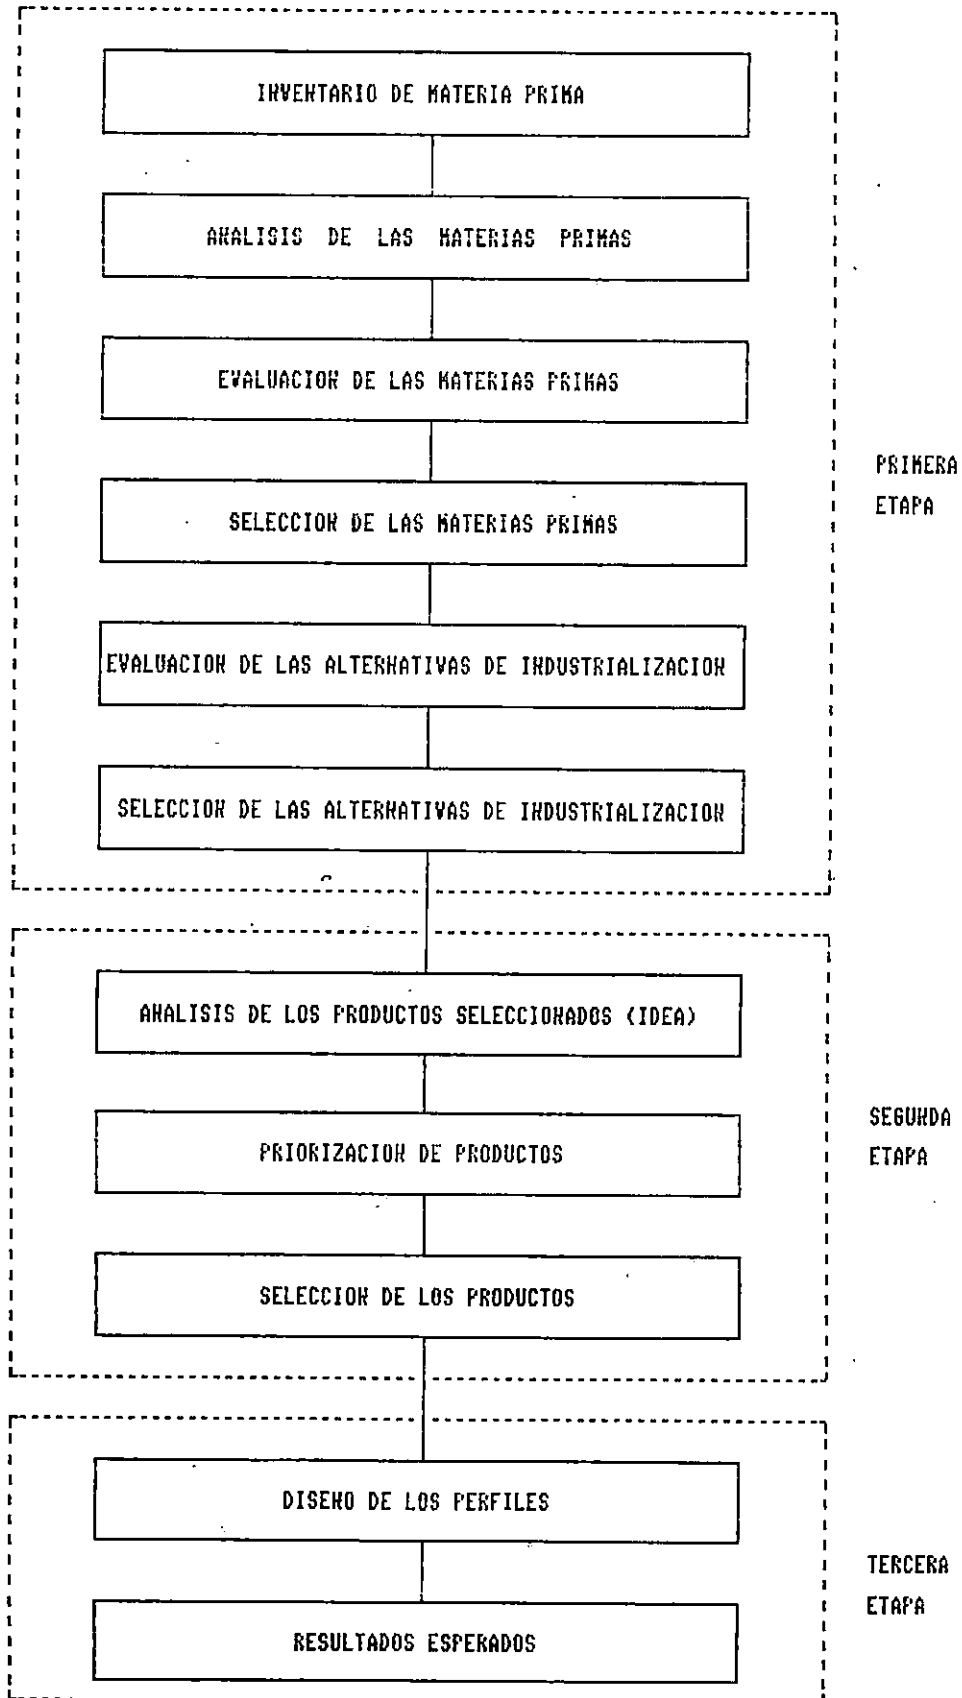 INVENTARIO DE MATERIA PRIMA
ANALISIS DE LAS MATERIAS PRIMAS
EVALUACION DE LAS MATERIAS PRIMAS
SELECCION DE LAS MATERIAS PRIMAS
EVALUACION DE LAS ALTERNATIVAS DE INDUSTRIALIZACION
SELECCION DE LAS ALTERNATIVAS DE INDUSTRIALIZACION
PRIMERA
ETAPA
ANALISIS DE LOS PRODUCTOS SELECCIONADOS (IDEA)
PRIORIZACION DE PRODUCTOS
SELECCION DE LOS PRODUCTOS
SEGUNDA
ETAPA
DISENO DE LOS PERFILES
RESULTADOS ESPERADOS
TERCERA
ETAPA